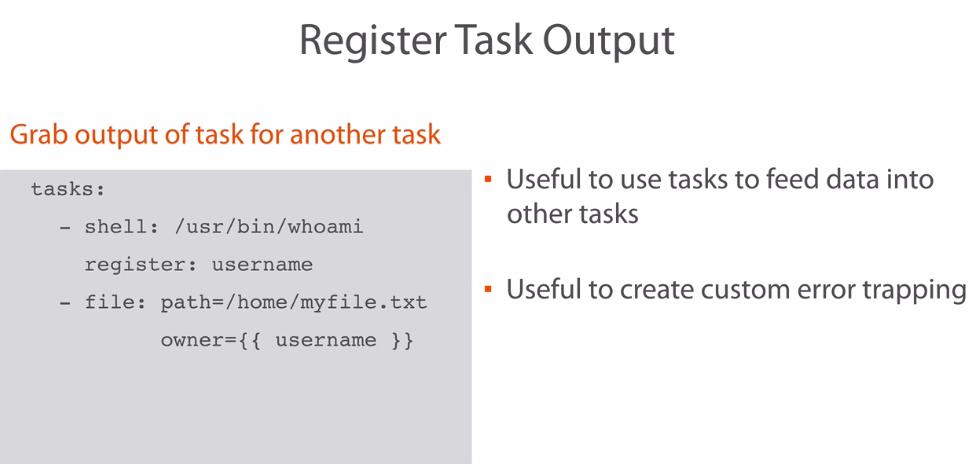 Register Task Output
Grab output of task for another task
tasks:
- shell: /usr/bin/whoami
register: username
- file: path=/home/myfile.txt
owner={{ username }}
▪ Useful to use tasks to feed data into
other tasks
▪ Useful to create custom error trapping